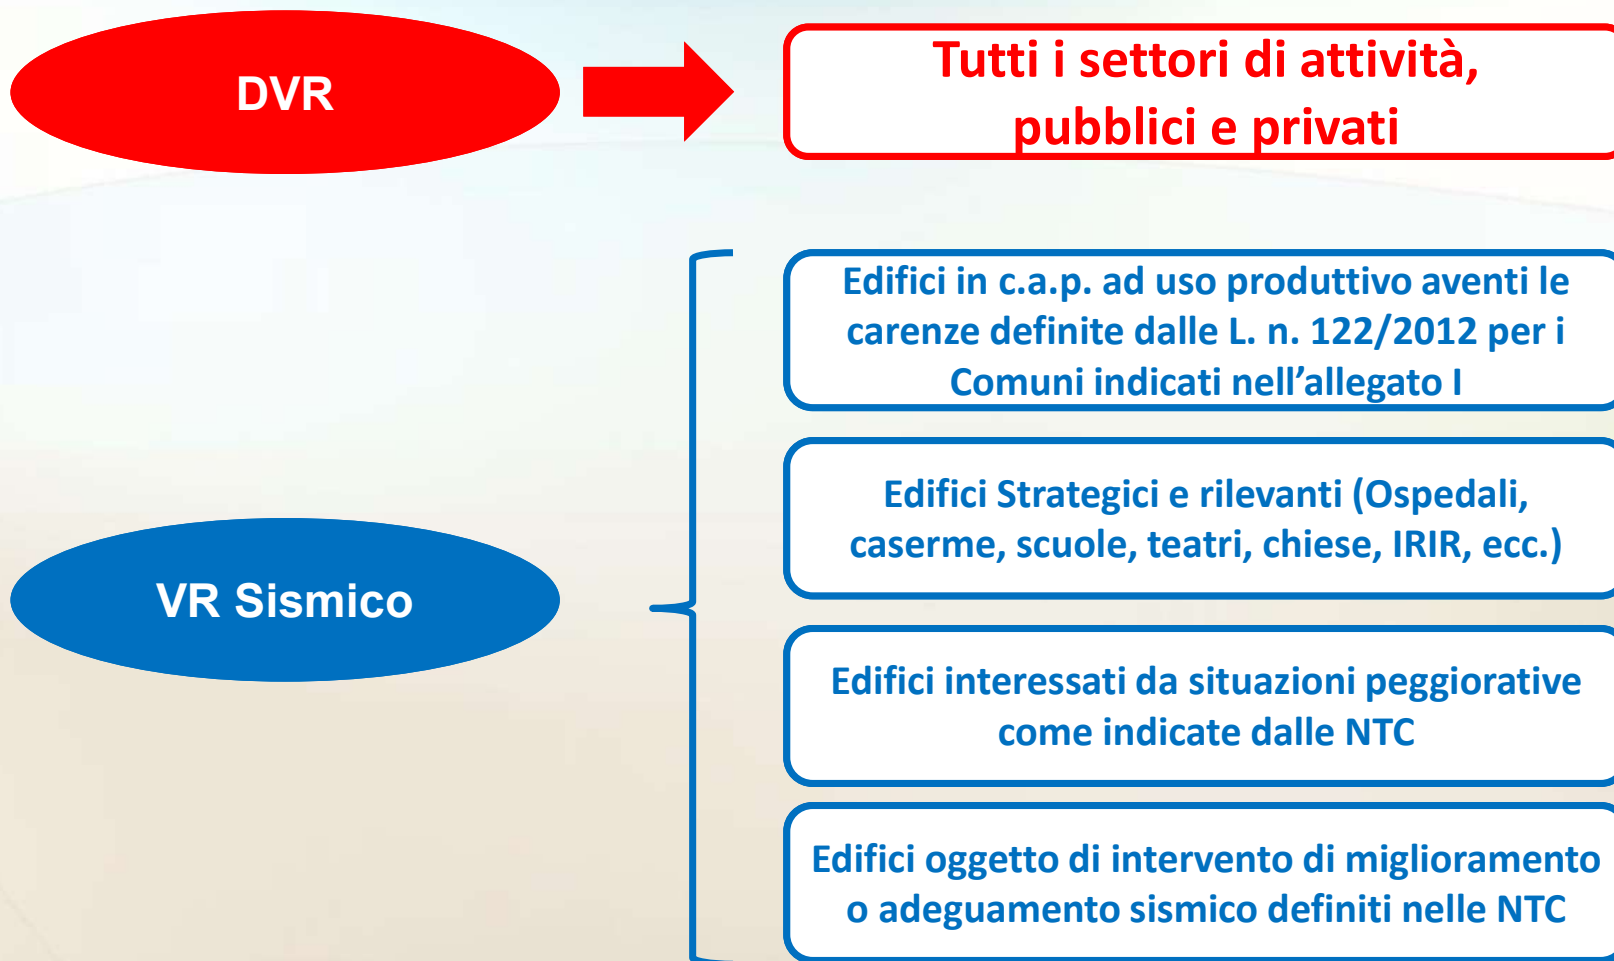 DVR
Tutti i settori di attività,
pubblici e privati
VR Sismico
Edifici in c.a.p. ad uso produttivo aventi le
carenze definite dalle L. n. 122/2012 per i
Comuni indicati nell’allegato I
Edifici Strategici e rilevanti (Ospedali,
caserme, scuole, teatri, chiese, IRIR, ecc.)
Edifici interessati da situazioni peggiorative
come indicate dalle NTC
Edifici oggetto di intervento di miglioramento
o adeguamento sismico definiti nelle NTC